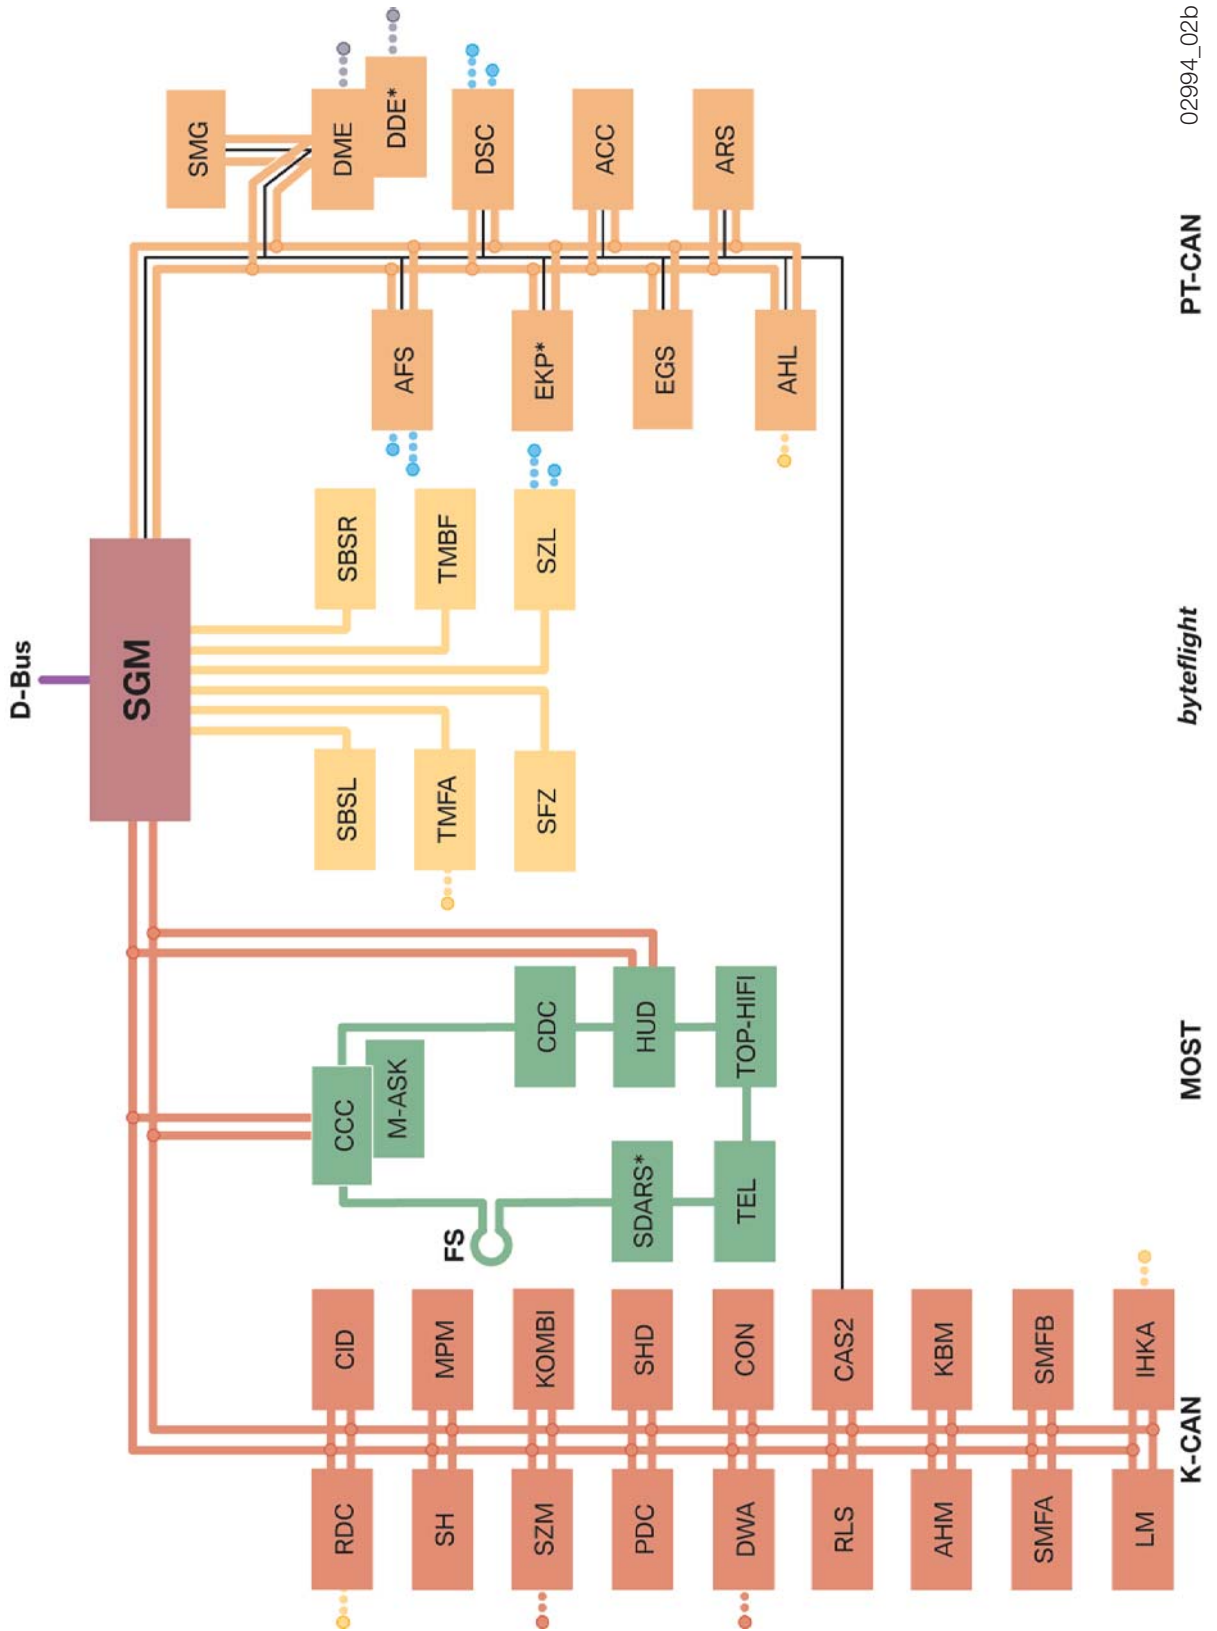 D-Bus
SGM
SMG
DME
DDE*
DSC
ACC
ARS
AFS
EKP*
EGS
AHL
SBSR
TMBF
SZL
SBSL
TMFA
SFZ
CCC
M-ASK
CDC
HUD
TOP-HIFI
FS
SDARS*
TEL
CID
MPM
KOMBI
SHD
CON
CAS2
KBM
SMFB
IHKA
RDC
SH
SZM
PDC
DWA
RLS
AHM
SMFA
LM
K-CAN
MOST
byteflight
PT-CAN
02994_02b